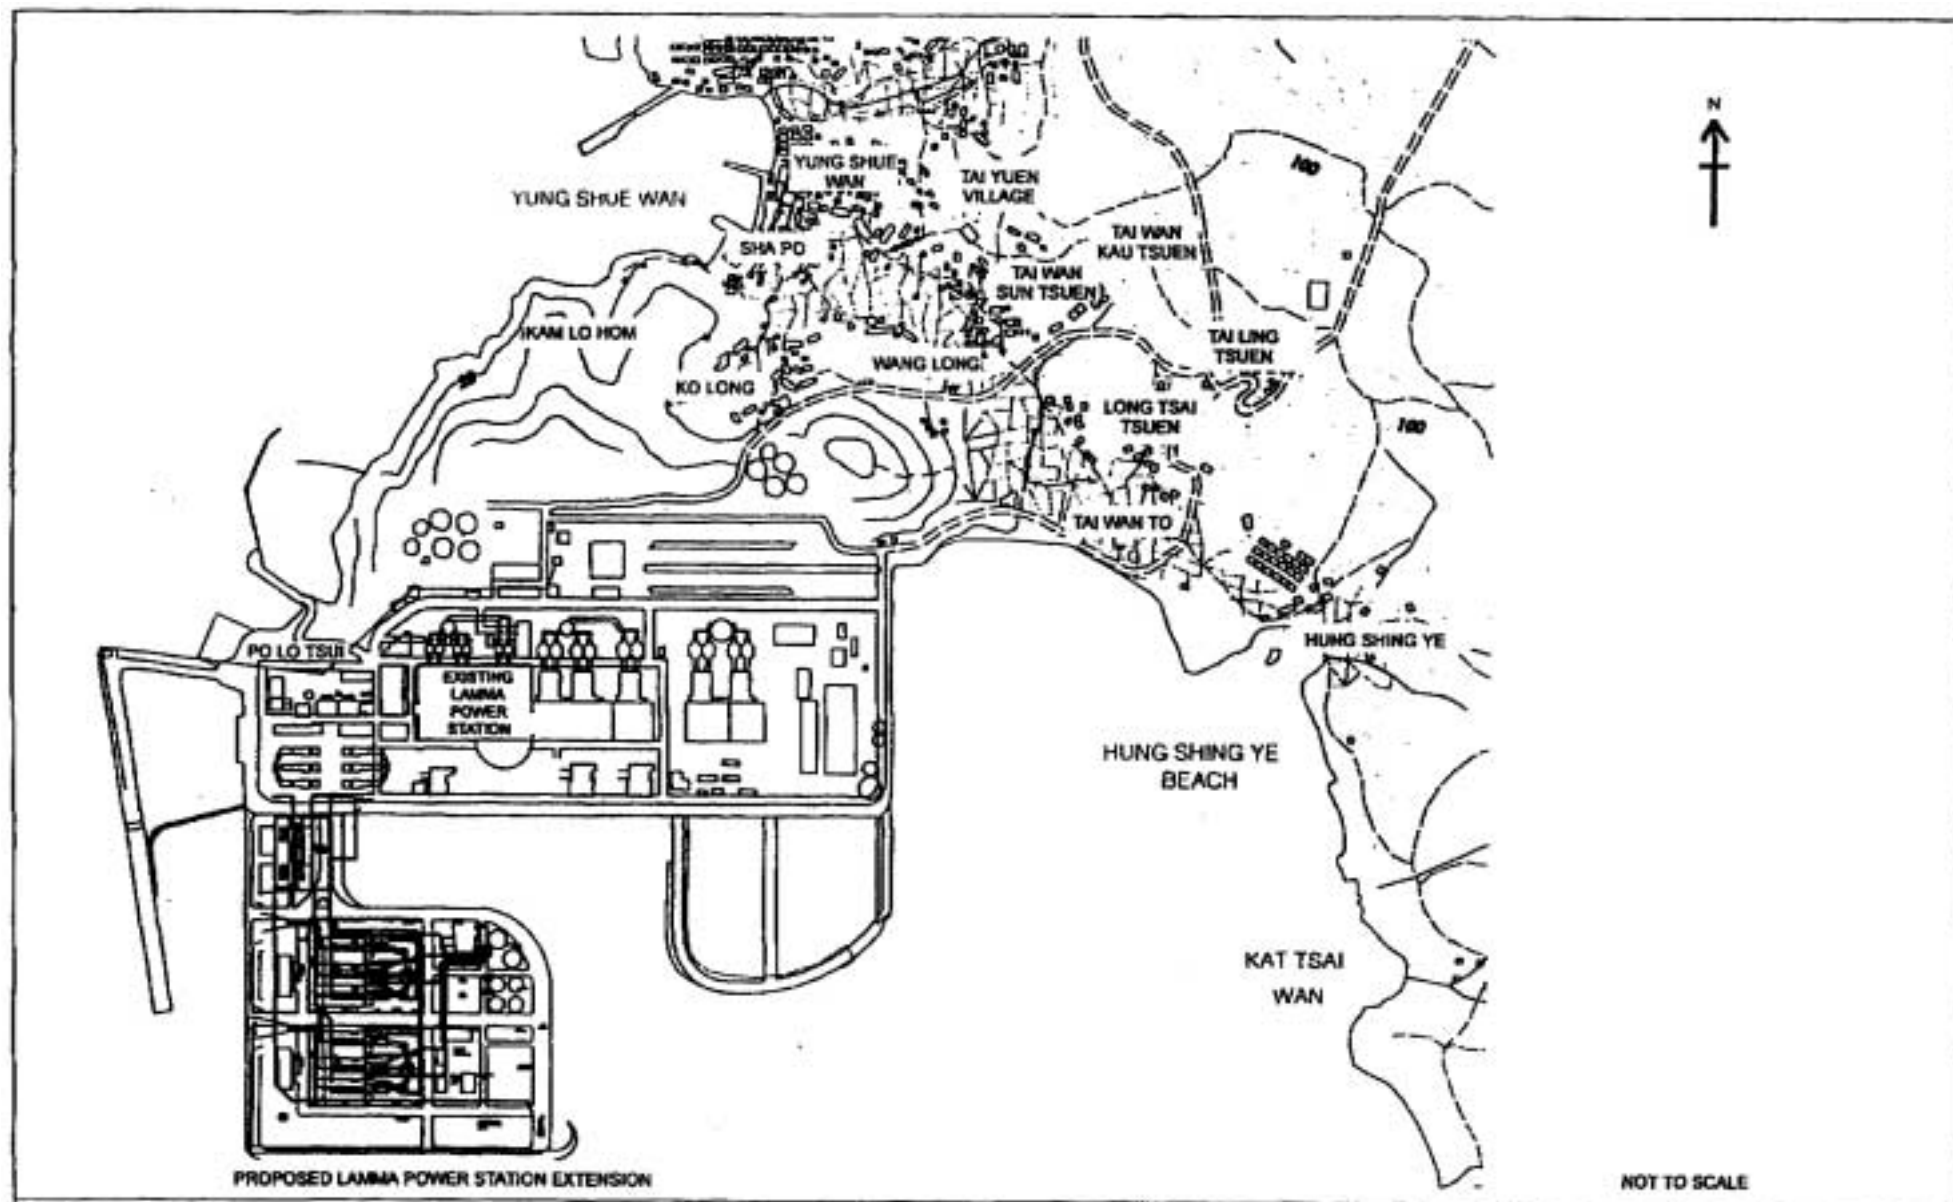 N
100
YUNG SHUE
WAN
TAI YUEN
VILLAGE
YUNG SHUE WAN
TAI WAN
KAU TSUEN
SHA PO
TAI WAN
SUN TSUEN
KAM LO HOM
TAI LING
TSUEN
WANG LONG
KO LONG
LONG TSAI
TSUEN
100
TAI WAN TO
HUNG SHING YE
PO LO TSUI
EXISTING
LAMMA
POWER
STATION
HUNG SHING YE
BEACH
KAT TSAI
WAN
PROPOSED LAMMA POWER STATION EXTENSION
NOT TO SCALE